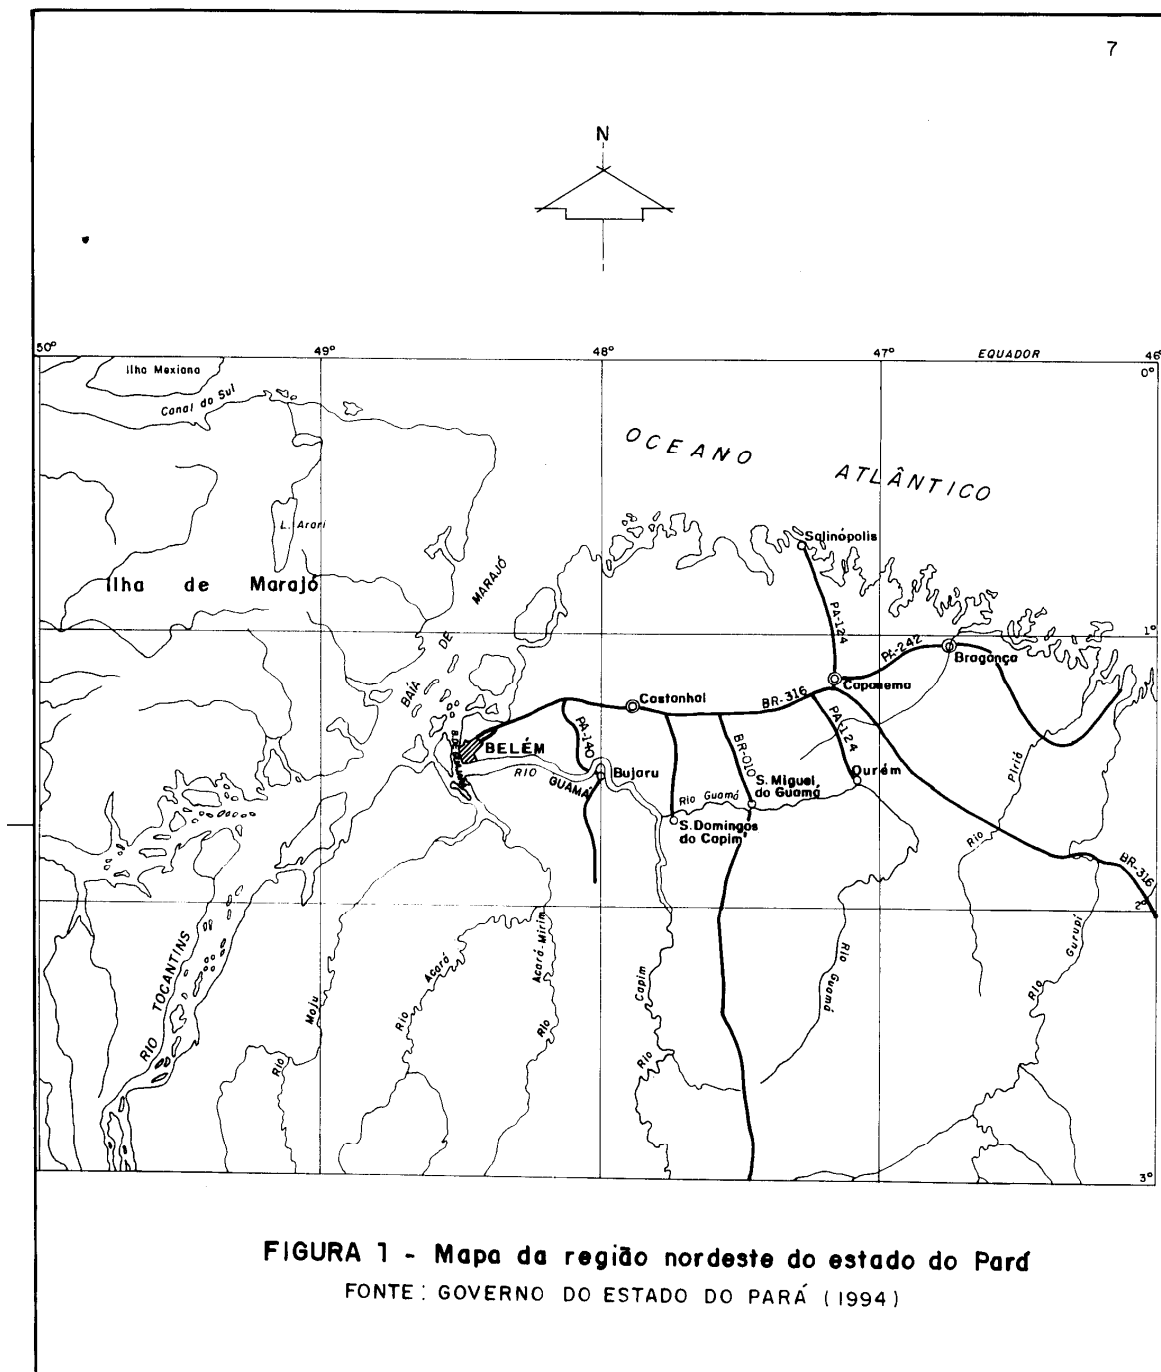 7
N
50°
49°
48°
47°
EQUADOR
46°
0°
Ilha Mexiana
Canal do Sul
OCEANO ATLÂNTICO
L. Arari
Salinópolis
Ilha de Marajó
BAÍA DE MARAJÓ
PA-124
1°
PA-242
Bragança
Capanema
BR-316
Castanhal
PA-140
BR-010
PA-124
BELÉM
RIO GUAMÁ
Bujaru
Rio Guamá
S. Miguel
do Guamá
Ourém
S. Domingos
do Capim
Rio Piriá
BR-316
2°
RIO TOCANTINS
Rio Moju
Rio Acará
Rio Acará-Mirim
Rio Capim
Rio Guamá
Rio Gurupí
3°
FIGURA 1 - Mapa da região nordeste do estado do Pará
FONTE: GOVERNO DO ESTADO DO PARÁ (1994)